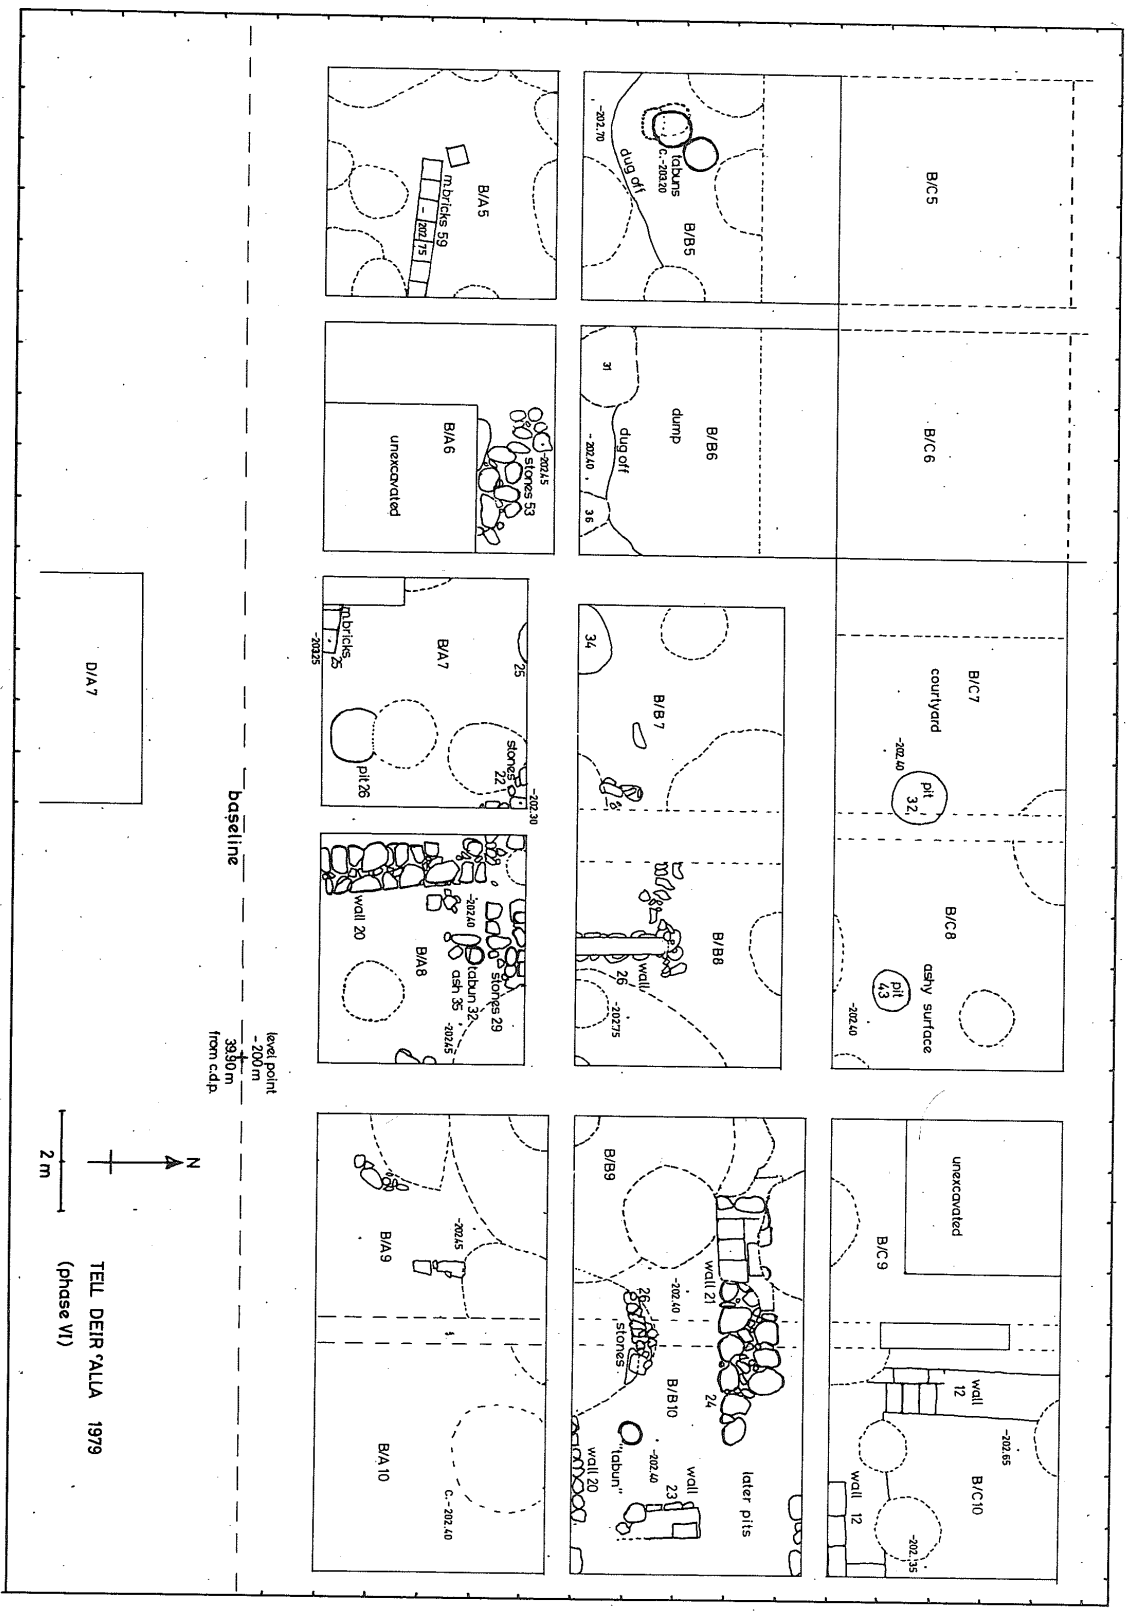 B/A5
m.bricks 59
-202.75
-202.70
dug off
tabuns
c.-203.20
B/B5
B/C5
B/A6
unexcavated
-202.45
stones 53
31
-202.40
36
dug off
dump
B/B6
B/C6
D/A7
m.bricks
25
-203.25
B/A7
25
pit 26
stones
22
-202.30
34
B/B7
B/C7
courtyard
-202.40
pit
32
baseline
wall 20
B/A8
-202.40
tabun 32
ash 35
stones 29
-202.45
B/B8
wall
26
-202.75
B/C8
ashy surface
pit
43
-202.40
level point
-200 m
39.90 m
from c.d.p.
B/A9
-202.45
B/A10
c.-202.40
B/B9
wall 21
-202.40
26
stones
B/B10
24
"tabun"
-202.40
wall 20
wall
23
later pits
unexcavated
B/C9
wall
12
-202.65
B/C10
wall 12
-202.35
N
2 m
TELL DEIR ʿALLA 1979
(phase VI)